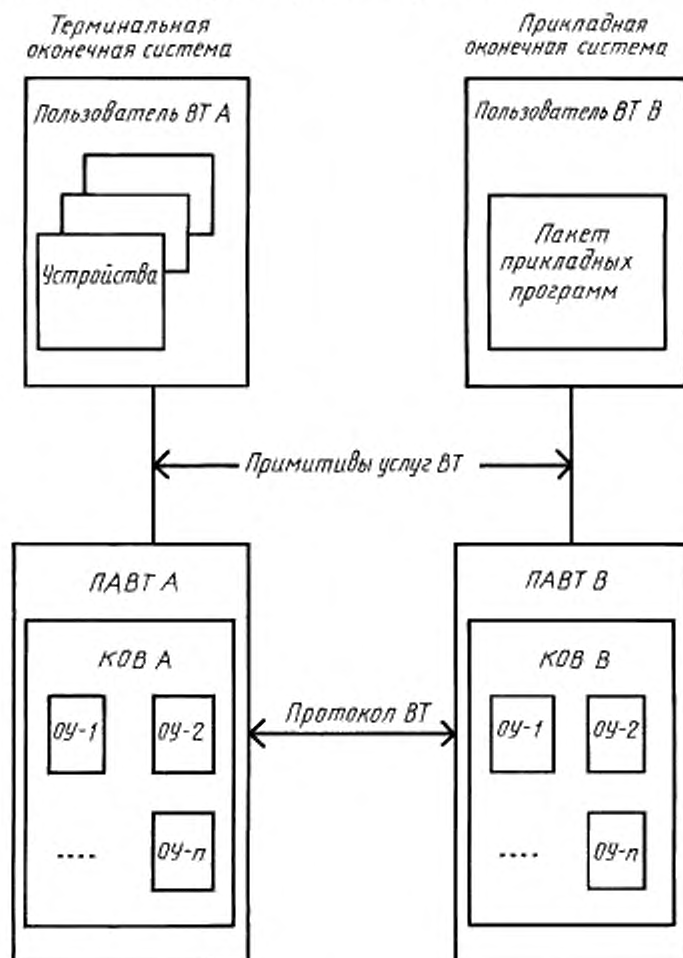 Терминальная
оконечная система
Прикладная
оконечная система
Пользователь ВТ А
Устройства
Пользователь ВТ В
Пакет
прикладных
программ
Примитивы услуг ВТ
ПАВТ А
КОВ А
ОУ-1
ОУ-2
....
ОУ-n
Протокол ВТ
ПАВТ В
КОВ В
ОУ-1
ОУ-2
....
ОУ-n